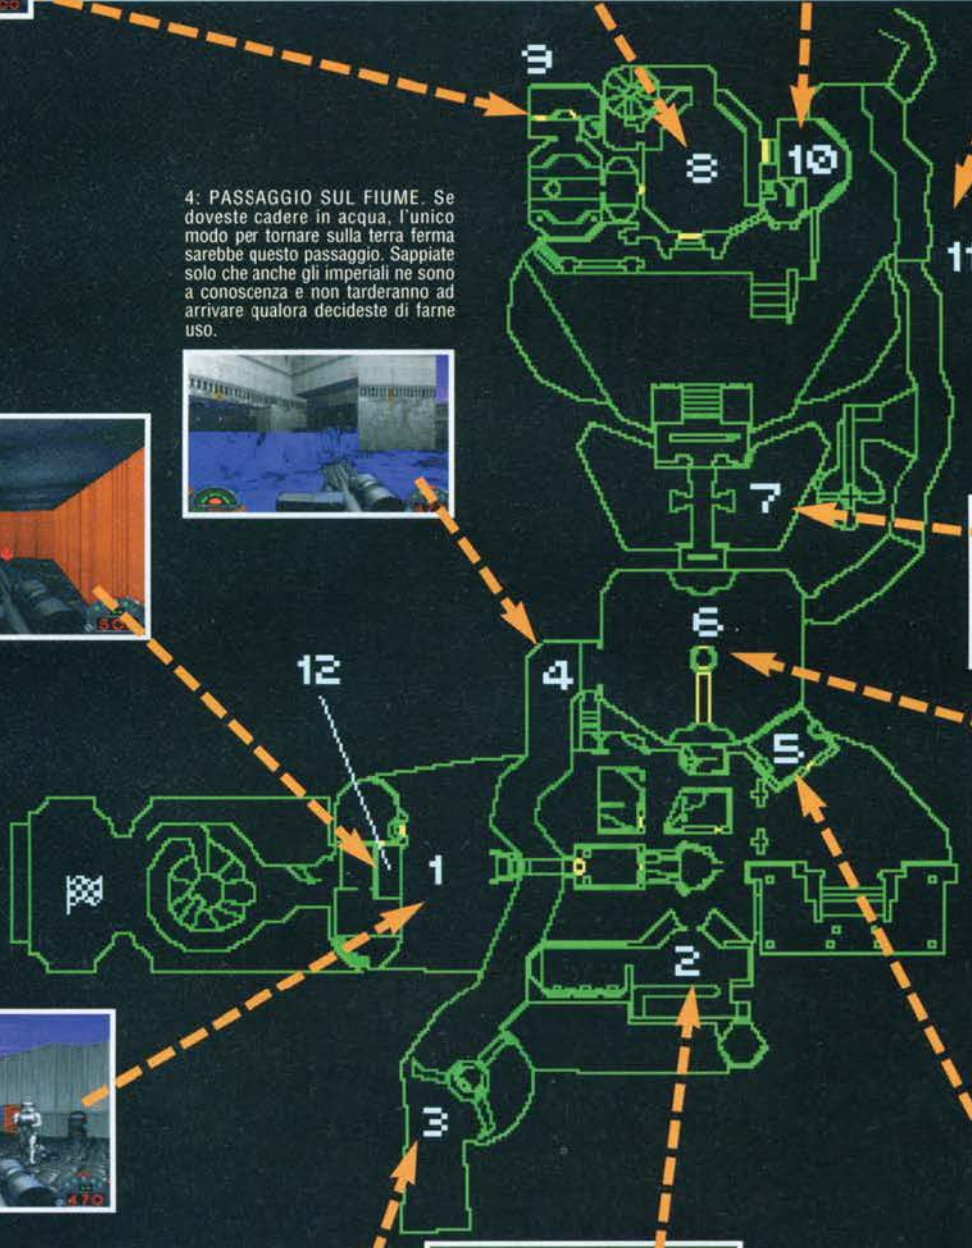 9
8
10
11
4: PASSAGGIO SUL FIUME. Se
doveste cadere in acqua, l'unico
modo per tornare sulla terra ferma
sarebbe questo passaggio. Sappiate
solo che anche gli imperiali ne sono
a conoscenza e non tarderanno ad
arrivare qualora decideste di farne
uso.
7
6
12
4
5
1
2
3
470